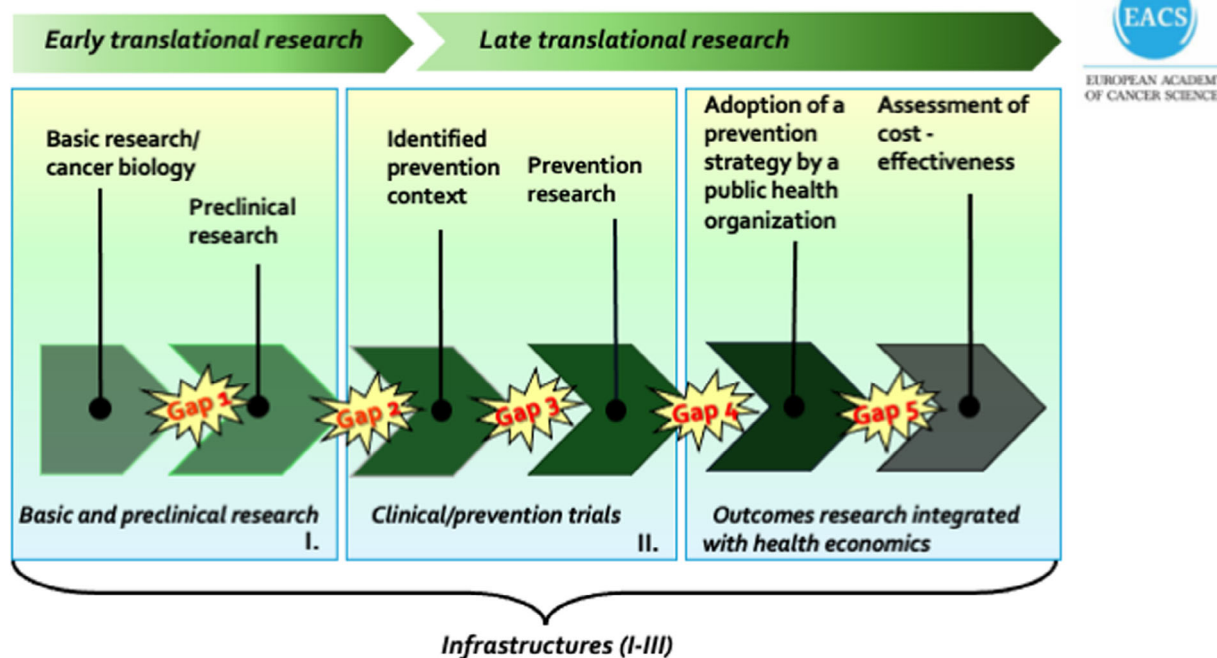 Early translational research
Late translational research
EACS
EUROPEAN ACADEM
OF CANCER SCIENCE
Basic research/
cancer biology
Preclinical
research
Identified
prevention
context
Prevention
research
Adoption of a
prevention
strategy by a
public health
organization
Assessment of
cost -
effectiveness
Gap 1
Gap 2
Gap 3
Gap 4
Gap 5
Basic and preclinical research
I.
Clinical/prevention trials
II.
Outcomes research integrated
with health economics
Infrastructures (I-III)